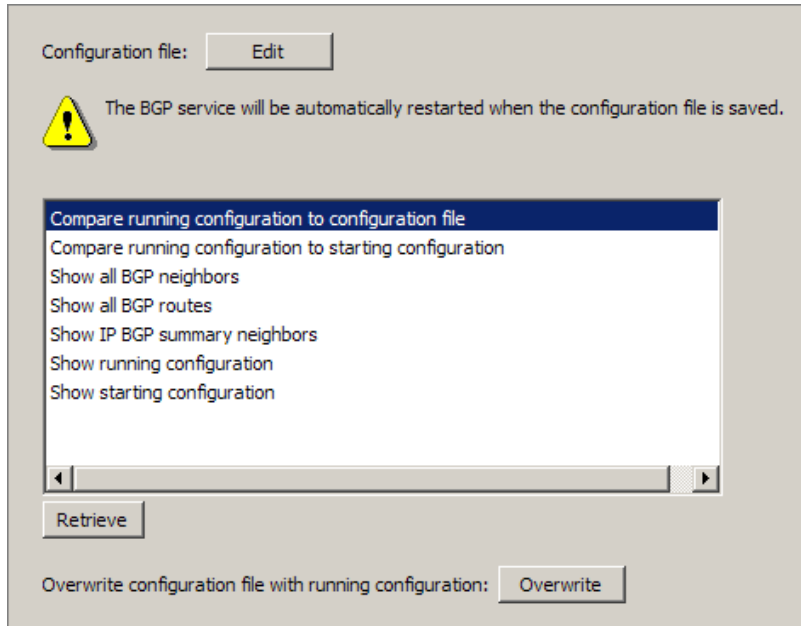 Configuration file: Edit
The BGP service will be automatically restarted when the configuration file is saved.
Compare running configuration to configuration file
Compare running configuration to starting configuration
Show all BGP neighbors
Show all BGP routes
Show IP BGP summary neighbors
Show running configuration
Show starting configuration
Retrieve
Overwrite configuration file with running configuration: Overwrite